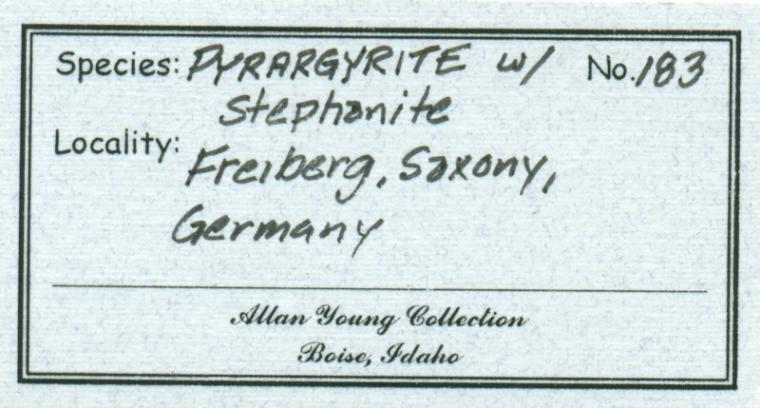 Species: PYRARGYRITE w/ No. 183
Stephanite
Locality:
Freiberg, Saxony,
Germany
Allan Young Collection
Boise, Idaho